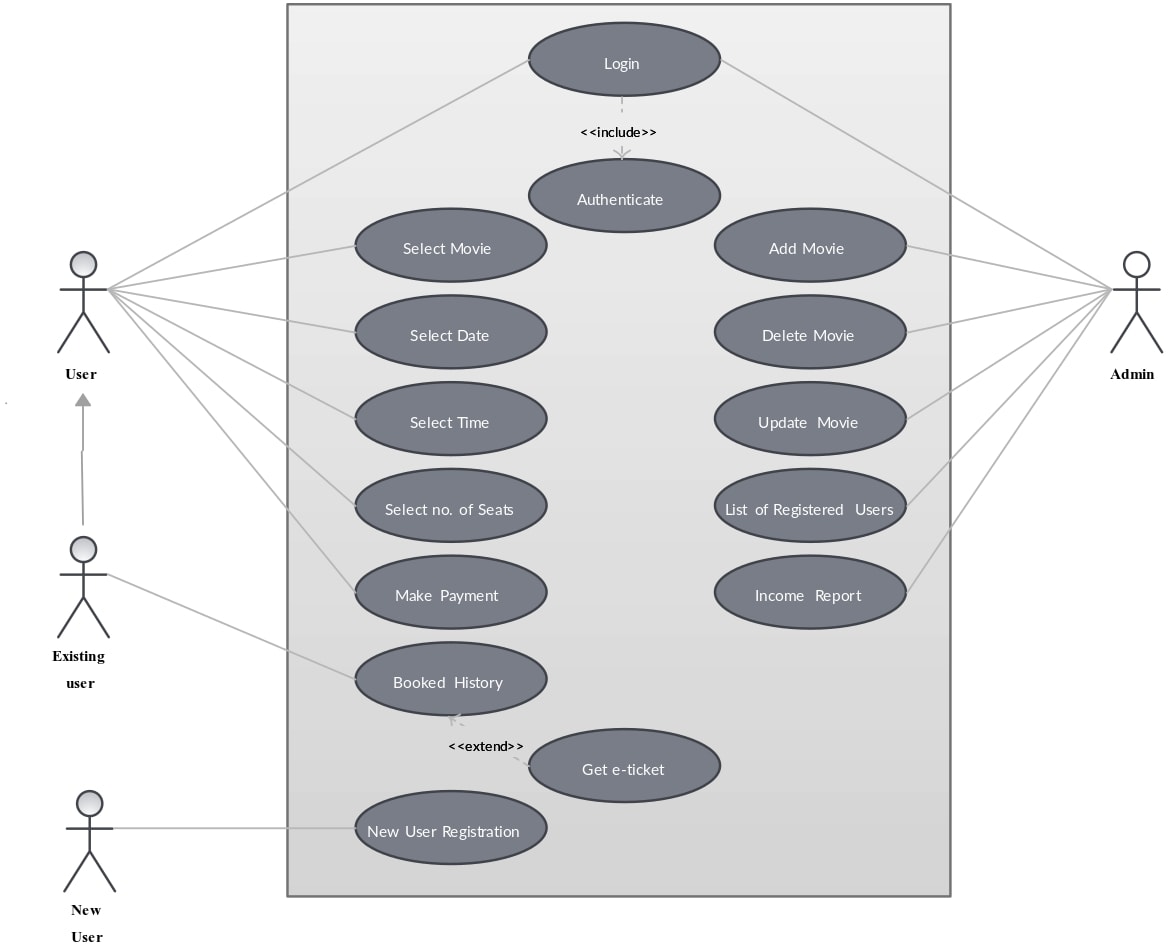 Login
<<include>>
Authenticate
Select Movie
Add Movie
Select Date
Delete Movie
User
Admin
Select Time
Update Movie
Select no. of Seats
List of Registered Users
Make Payment
Income Report
Existing
user
Booked History
<<extend>>
Get e-ticket
New User Registration
New
User